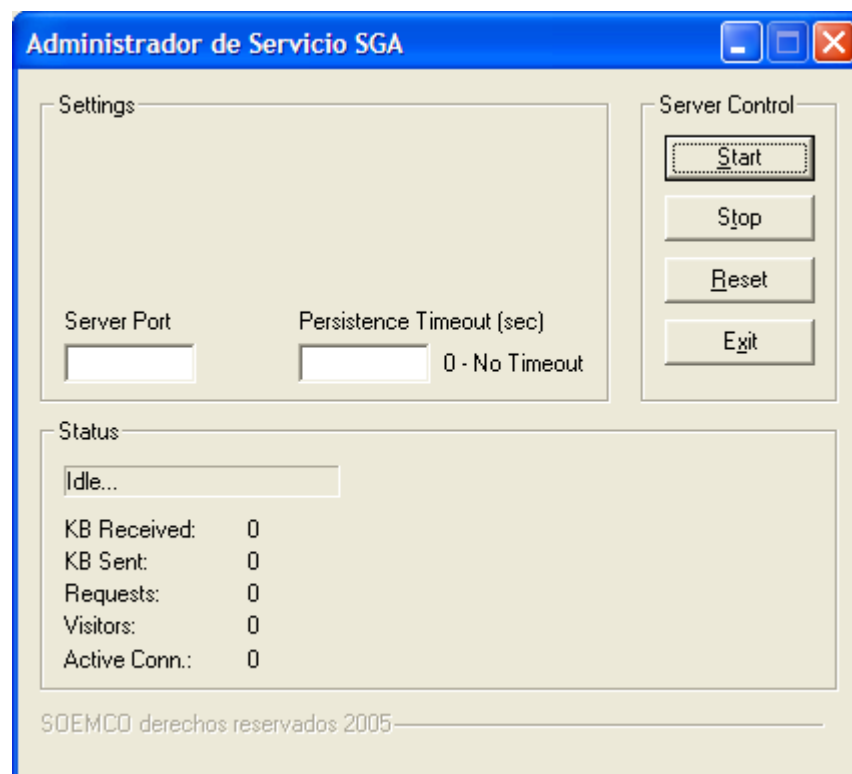 Administrador de Servicio SGA
Settings
Server Port
Persistence Timeout (sec)
0 - No Timeout
Server Control
Start
Stop
Reset
Exit
Status
Idle...
KB Received: 0
KB Sent: 0
Requests: 0
Visitors: 0
Active Conn.: 0
SOEMCO derechos reservados 2005